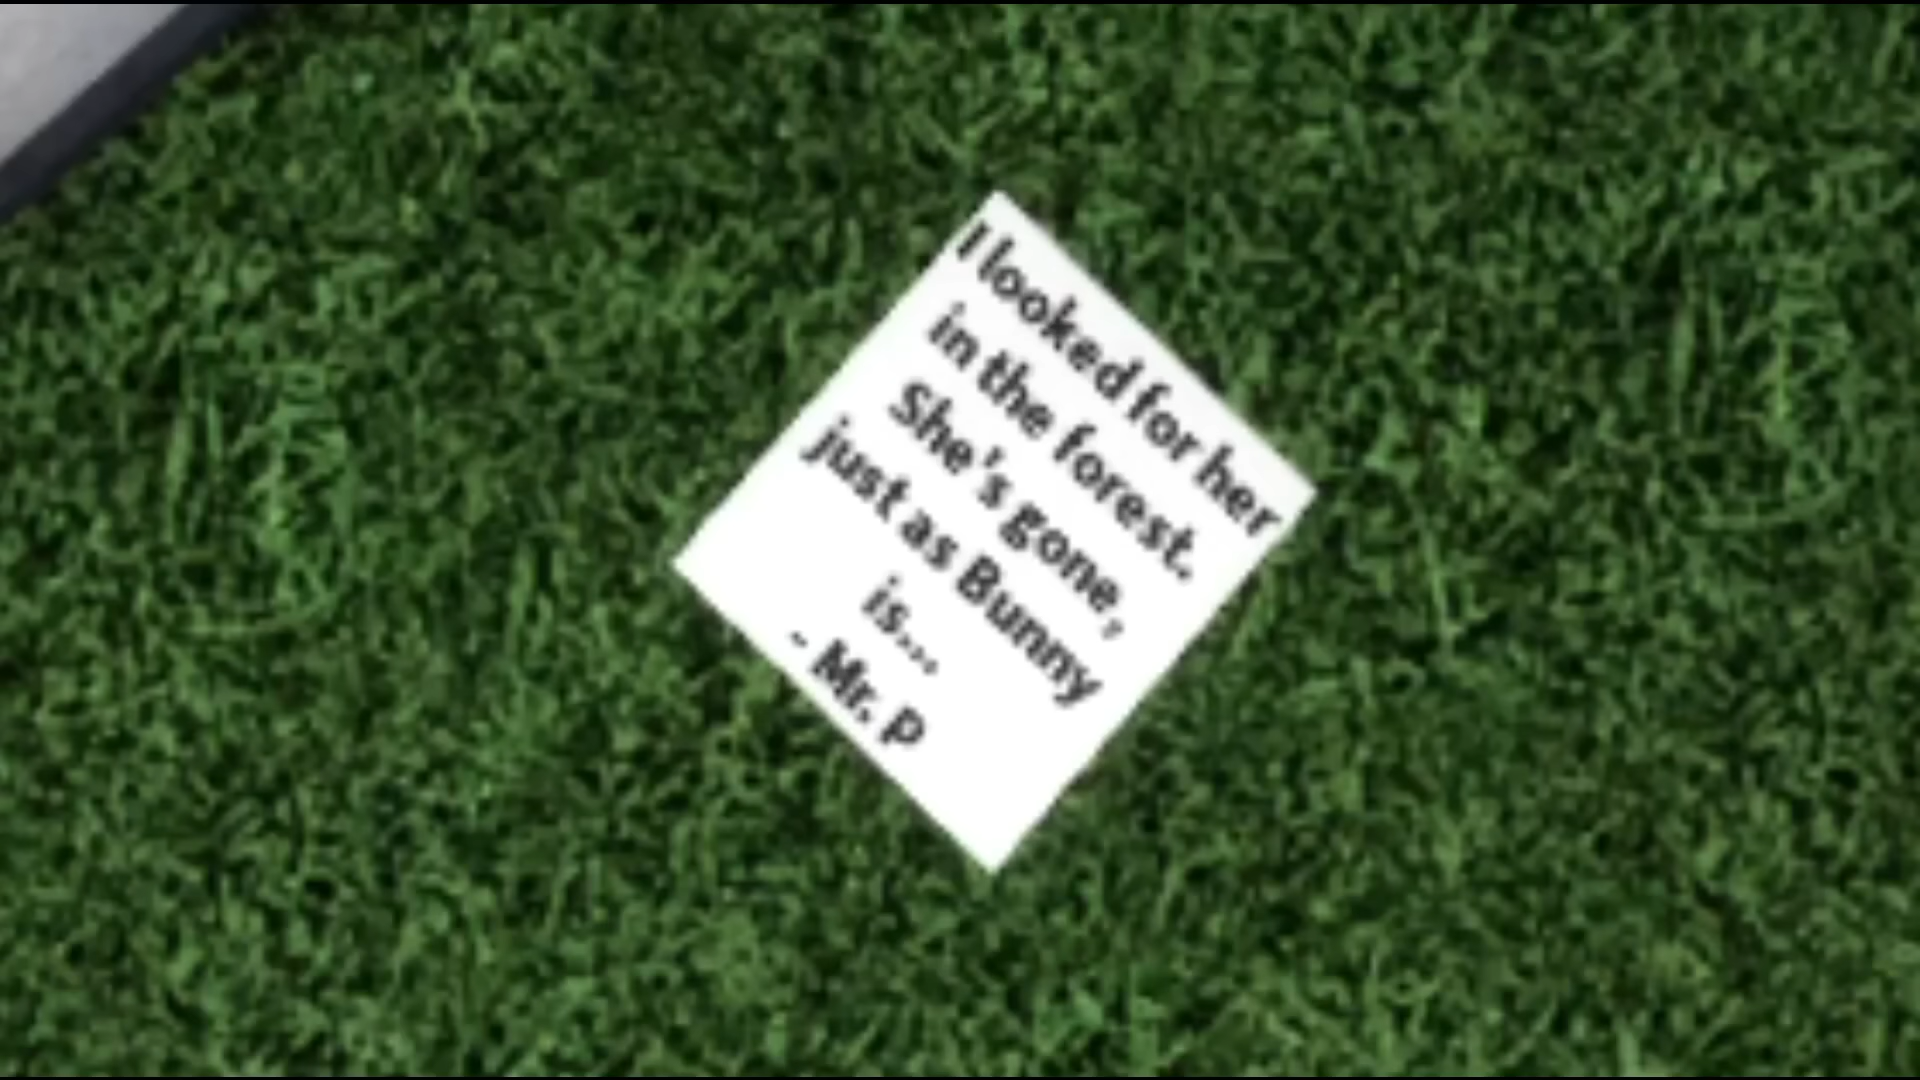 I looked for her
in the forest.
She's gone,
just as Bunny
is...
- Mr. P